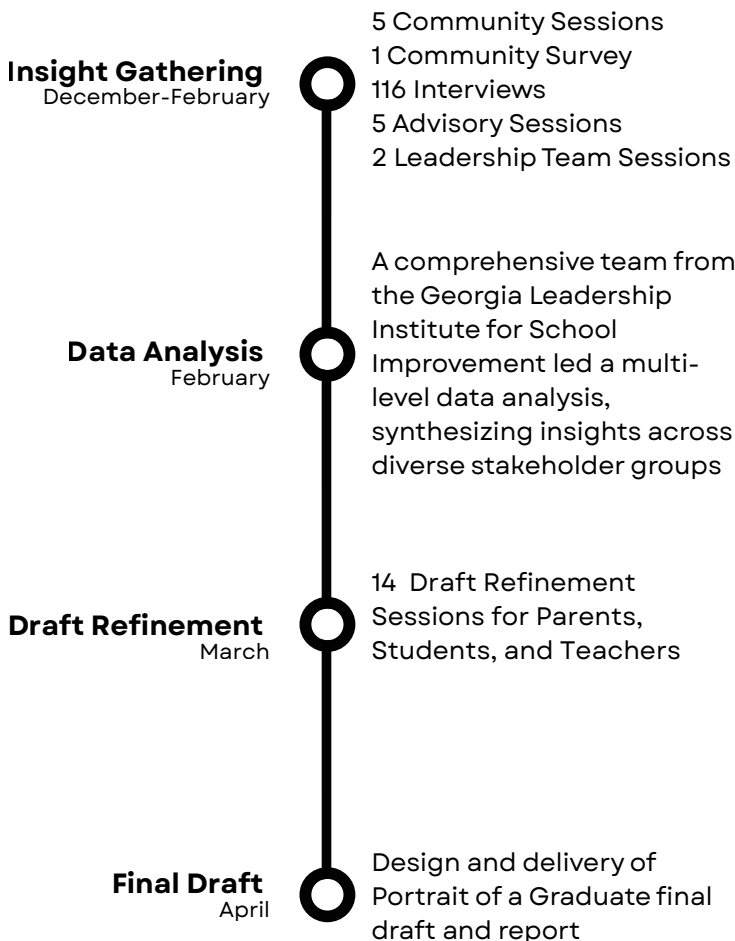 Insight Gathering
December-February
5 Community Sessions
1 Community Survey
116 Interviews
5 Advisory Sessions
2 Leadership Team Sessions
Data Analysis
February
A comprehensive team from
the Georgia Leadership
Institute for School
Improvement led a multi-
level data analysis,
synthesizing insights across
diverse stakeholder groups
Draft Refinement
March
14 Draft Refinement
Sessions for Parents,
Students, and Teachers
Final Draft
April
Design and delivery of
Portrait of a Graduate final
draft and report